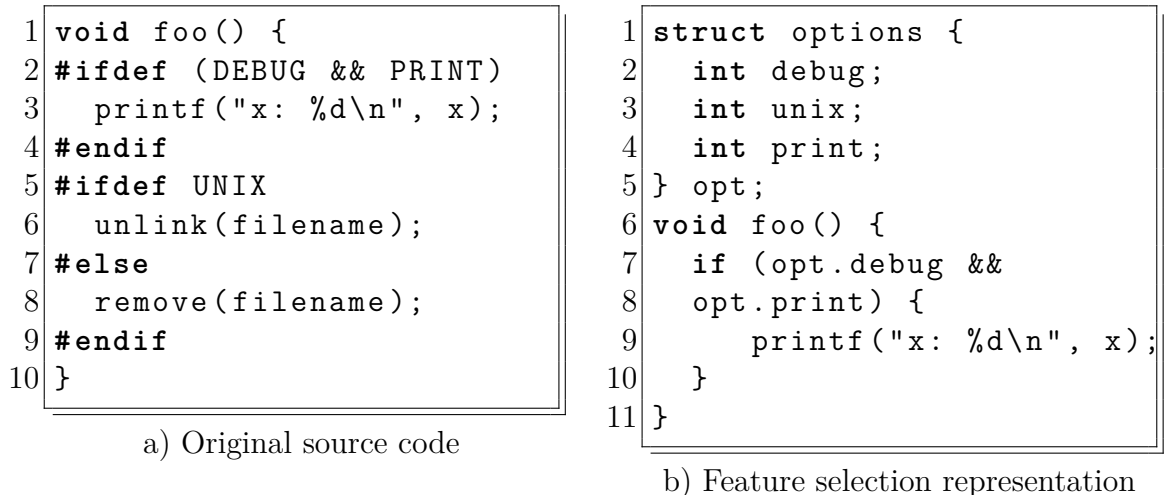 1 void foo() {
2 #ifdef (DEBUG && PRINT)
3   printf("x: %d\n", x);
4 #endif
5 #ifdef UNIX
6   unlink(filename);
7 #else
8   remove(filename);
9 #endif
10 }
a) Original source code
1 struct options {
2   int debug;
3   int unix;
4   int print;
5 } opt;
6 void foo() {
7   if (opt.debug &&
8   opt.print) {
9      printf("x: %d\n", x);
10   }
11 }
b) Feature selection representation